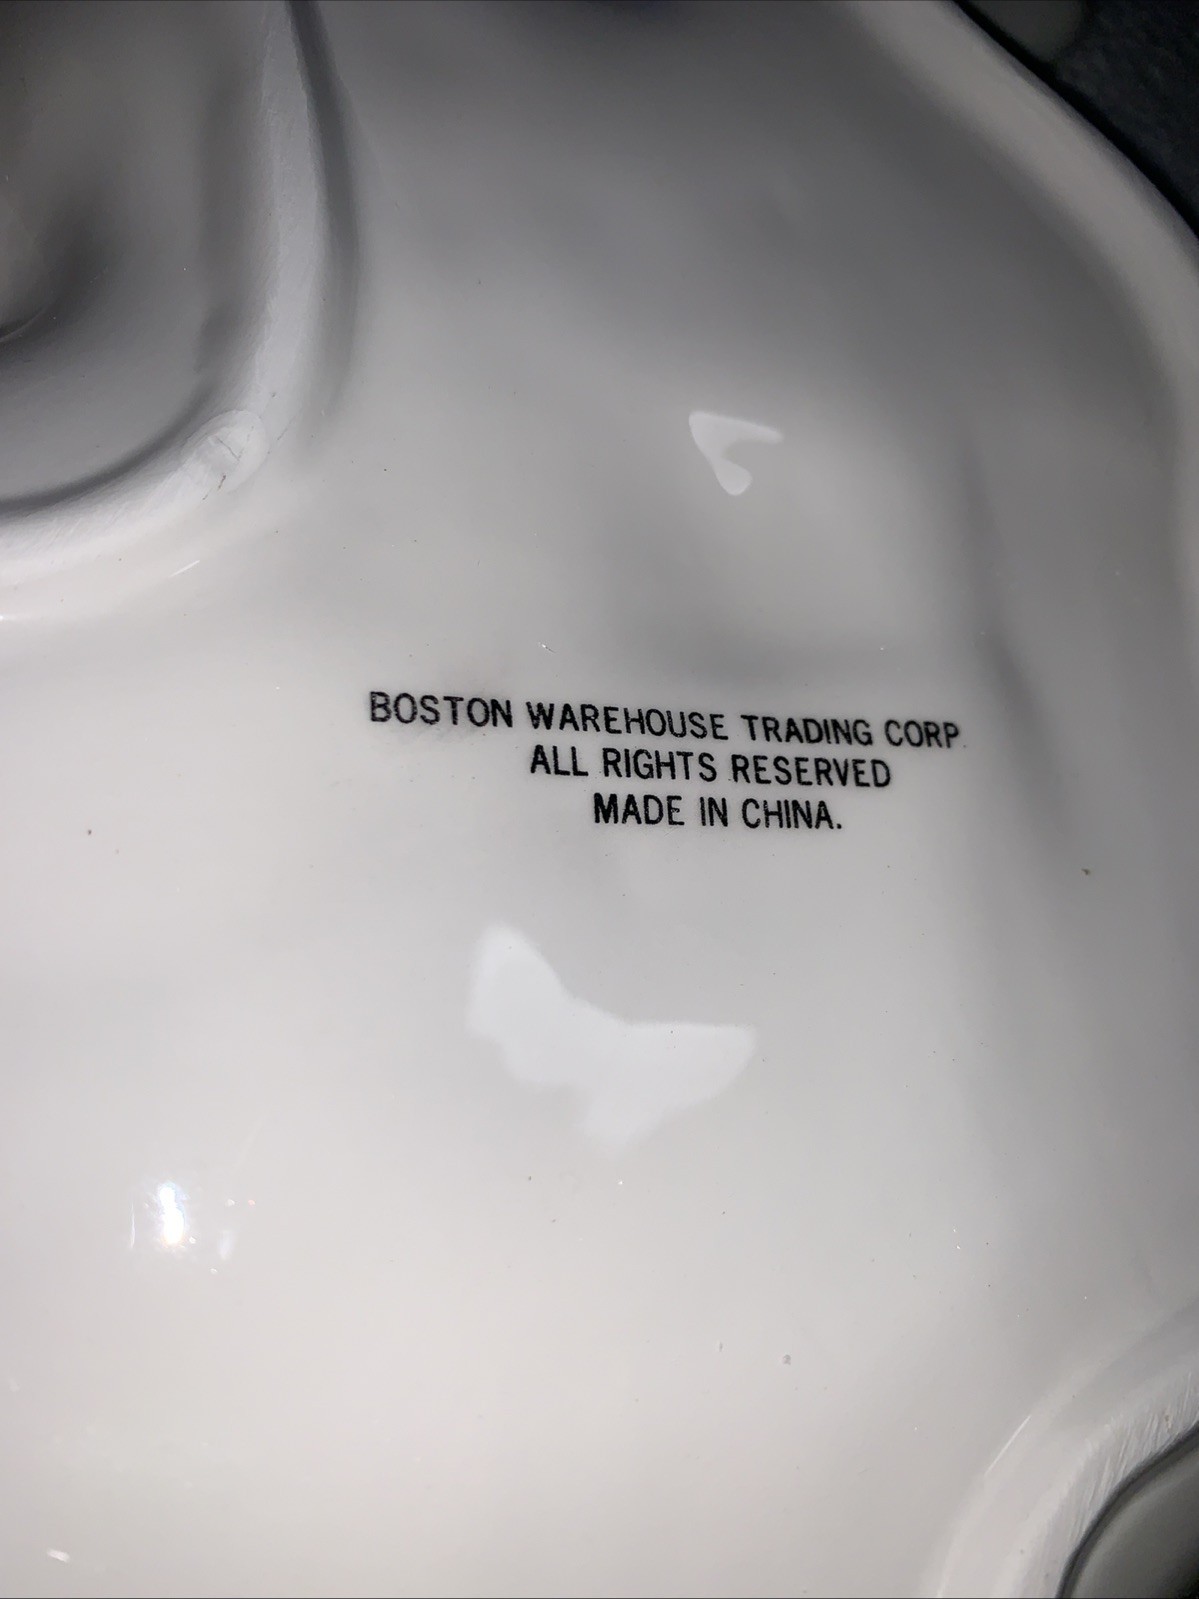 BOSTON WAREHOUSE TRADING CORP.
ALL RIGHTS RESERVED
MADE IN CHINA.